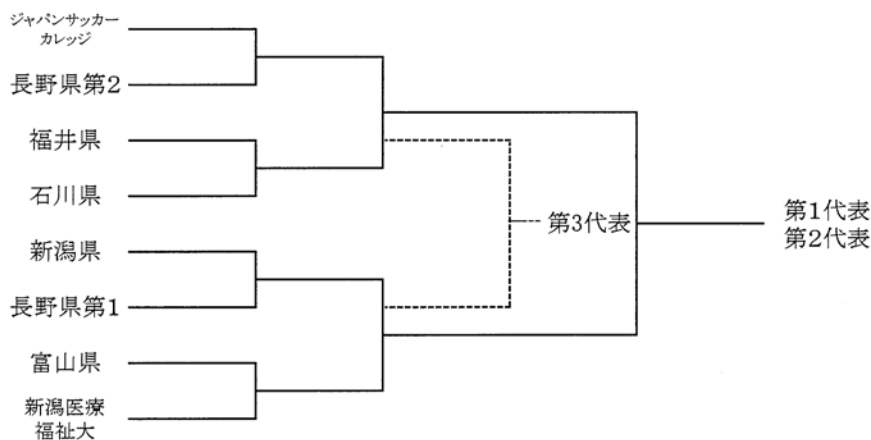 ジャパンサッカー
カレッジ
長野県第2
福井県
石川県
新潟県
長野県第1
富山県
新潟医療
福祉大
第3代表
第1代表
第2代表